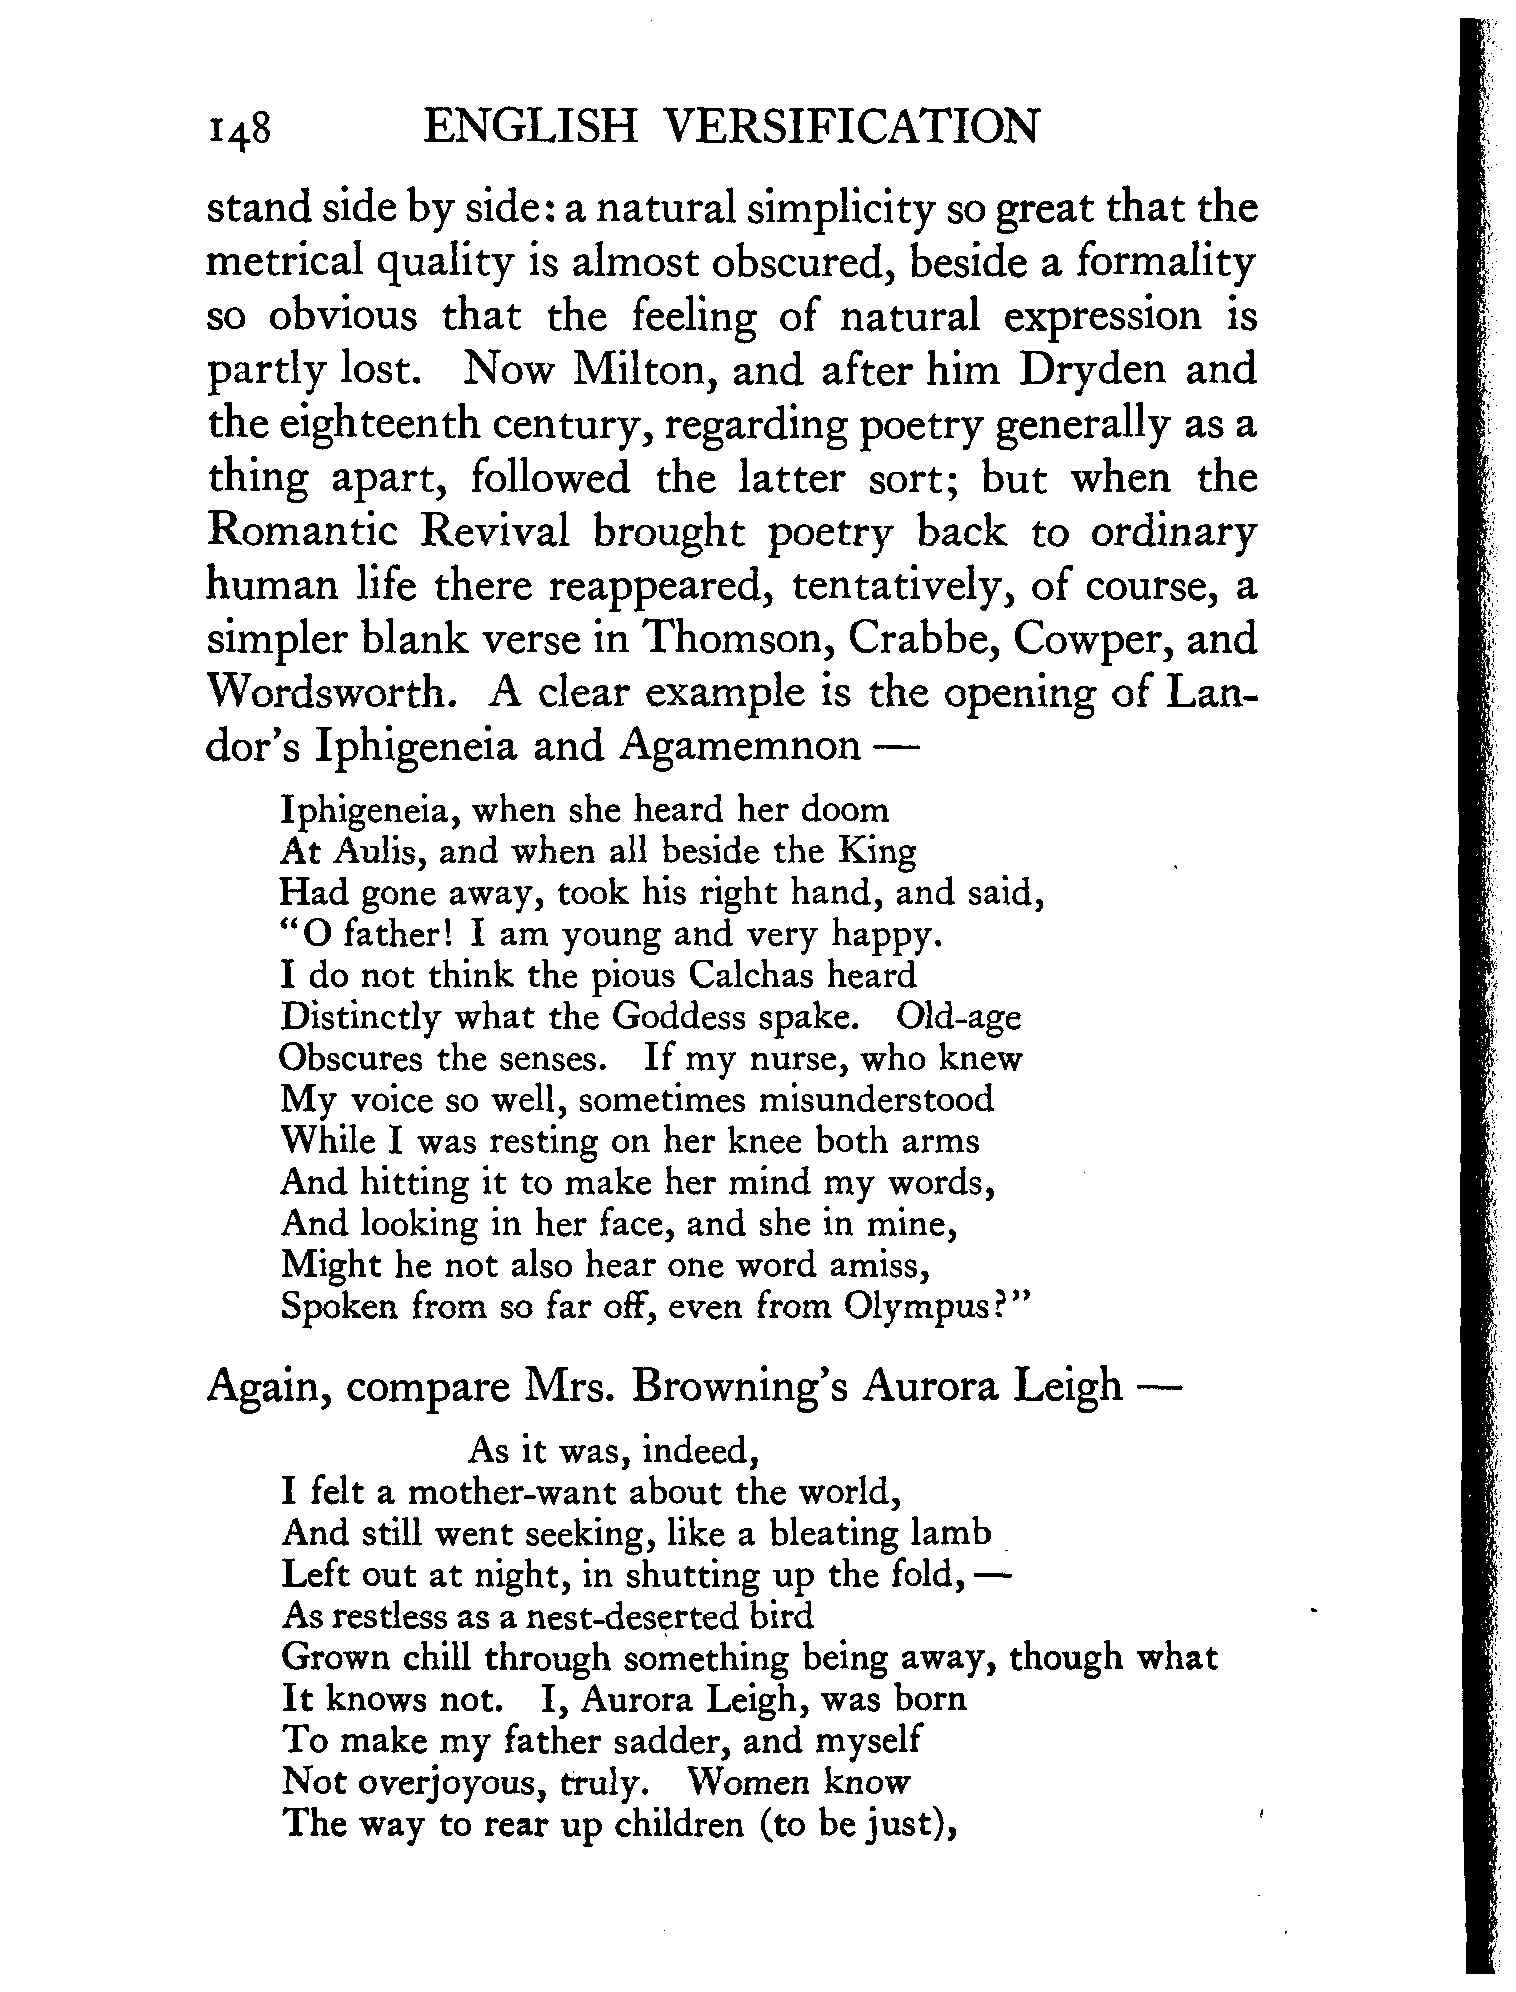 148 ENGLISH VERSIFICATION
stand side by side: a natural simplicity so great that the
metrical quality is almost obscured, beside a formality
so obvious that the feeling of natural expression is
partly lost. Now Milton, and after him Dryden and
the eighteenth century, regarding poetry generally as a
thing apart, followed the latter sort; but when the
Romantic Revival brought poetry back to ordinary
human life there reappeared, tentatively, of course, a
simpler blank verse in Thomson, Crabbe, Cowper, and
Wordsworth. A clear example is the opening of Lan-
dor's Iphigeneia and Agamemnon —
Iphigeneia, when she heard her doom
At Aulis, and when all beside the King
Had gone away, took his right hand, and said,
"O father! I am young and very happy.
I do not think the pious Calchas heard
Distinctly what the Goddess spake. Old-age
Obscures the senses. If my nurse, who knew
My voice so well, sometimes misunderstood
While I was resting on her knee both arms
And hitting it to make her mind my words,
And looking in her face, and she in mine,
Might he not also hear one word amiss,
Spoken from so far off, even from Olympus?"
Again, compare Mrs. Browning's Aurora Leigh —
As it was, indeed,
I felt a mother-want about the world,
And still went seeking, like a bleating lamb
Left out at night, in shutting up the fold, —
As restless as a nest-deserted bird
Grown chill through something being away, though what
It knows not. I, Aurora Leigh, was born
To make my father sadder, and myself
Not overjoyous, truly. Women know
The way to rear up children (to be just),